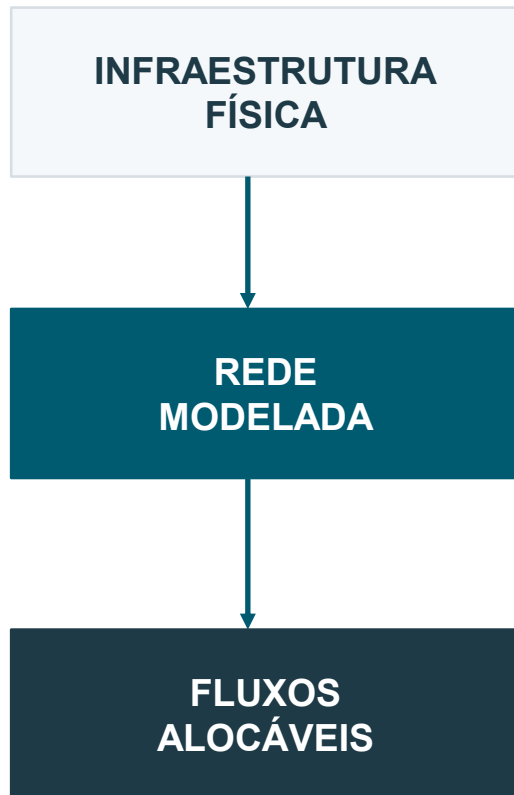 INFRAESTRUTURA
FÍSICA
REDE
MODELADA
FLUXOS
ALOCÁVEIS